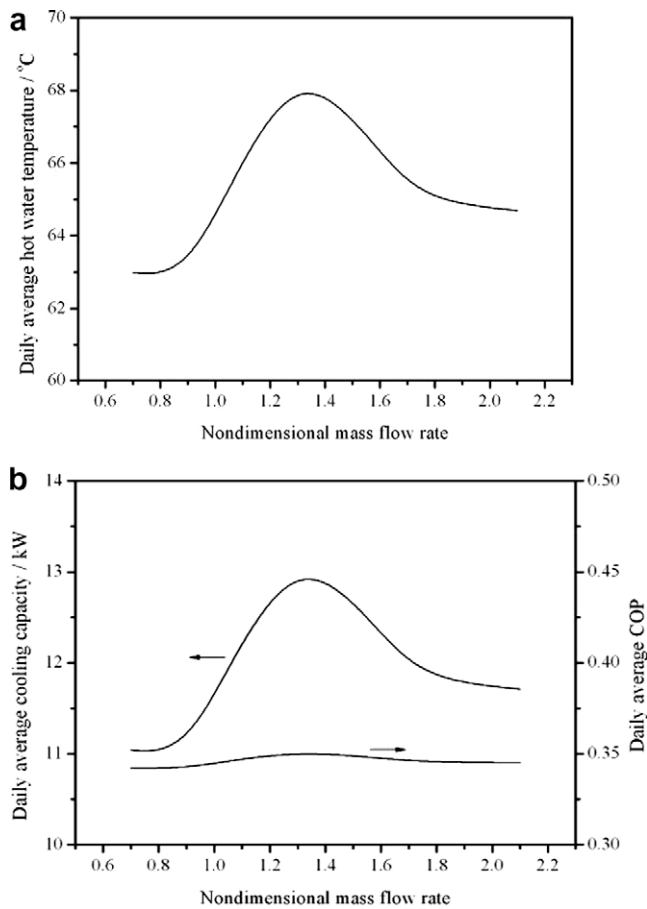 a
Daily average hot water temperature / °C
70
68
66
64
62
60
0.6 0.8 1.0 1.2 1.4 1.6 1.8 2.0 2.2
Nondimensional mass flow rate
b
Daily average cooling capacity / kW
14
13
12
11
10
0.50
0.45
0.40
0.35
0.30
Daily average COP
0.6 0.8 1.0 1.2 1.4 1.6 1.8 2.0 2.2
Nondimensional mass flow rate